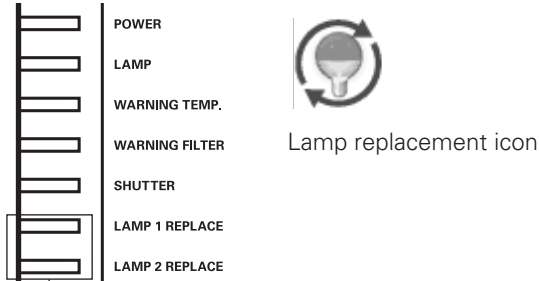 POWER
LAMP
WARNING TEMP.
WARNING FILTER
SHUTTER
LAMP 1 REPLACE
LAMP 2 REPLACE
Lamp replacement icon